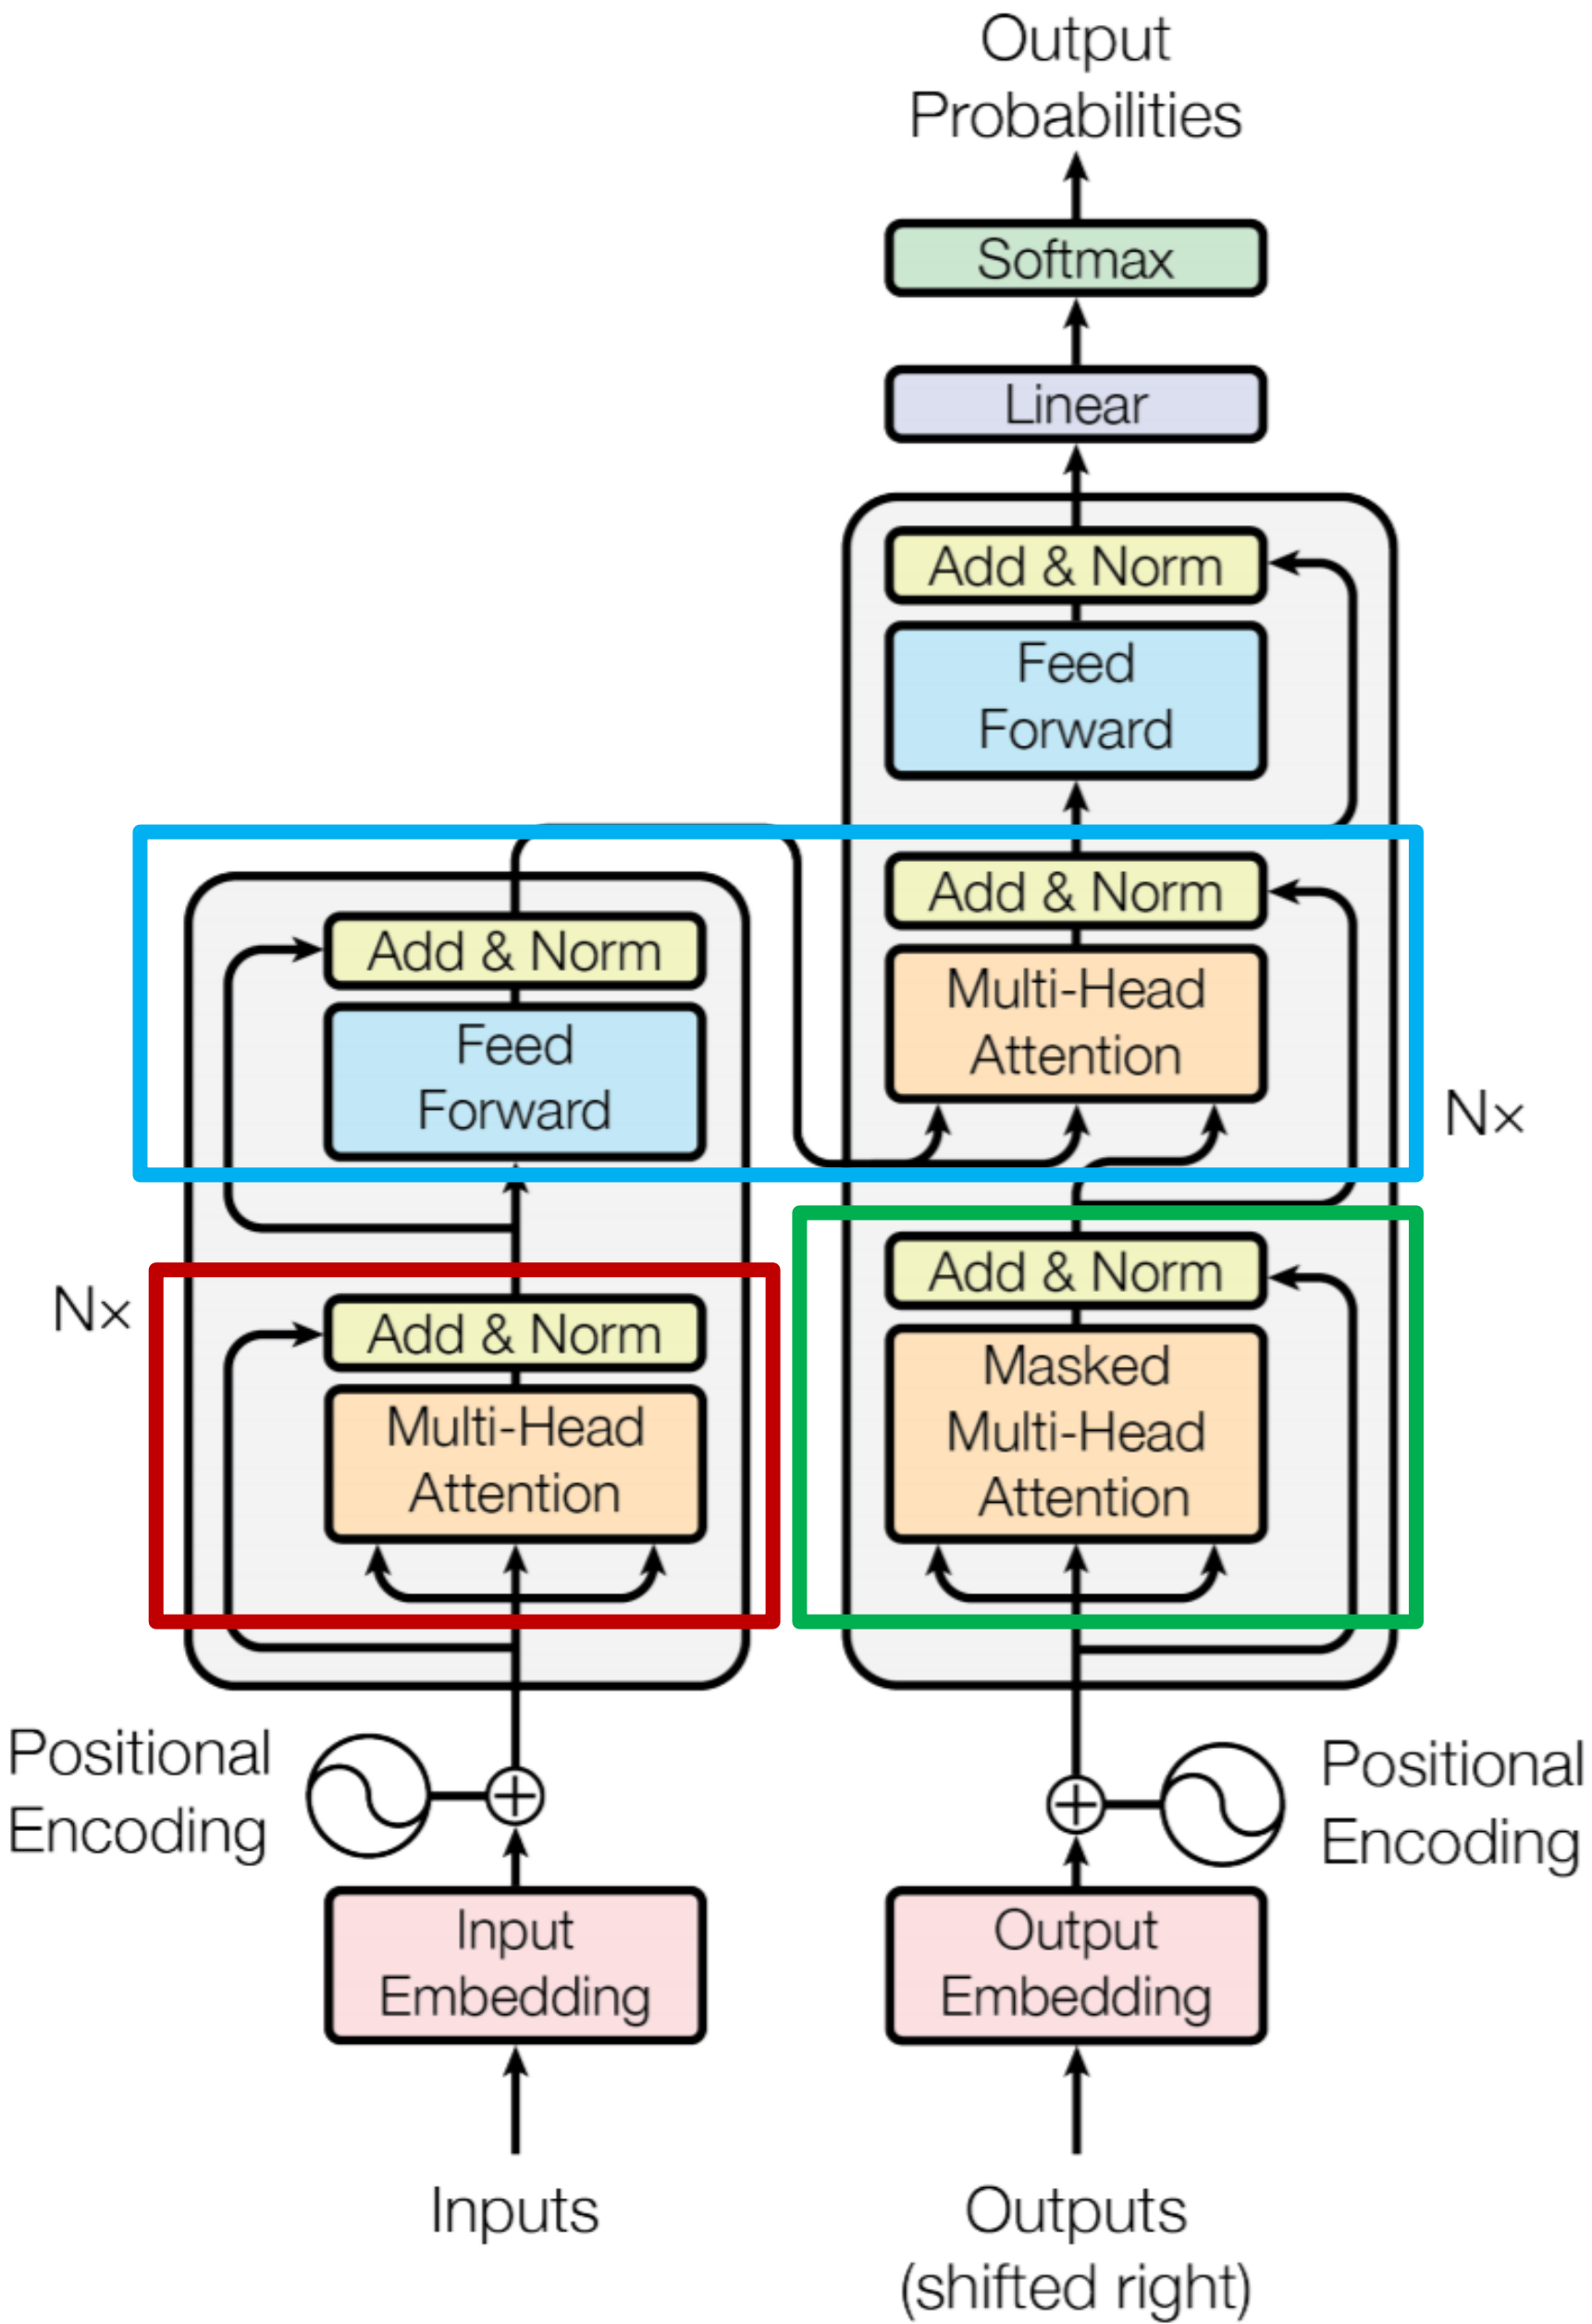 Output
Probabilities
Softmax
Linear
Add & Norm
Feed
Forward
Add & Norm
Multi-Head
Attention
N×
Add & Norm
Feed
Forward
N×
Add & Norm
Multi-Head
Attention
Add & Norm
Masked
Multi-Head
Attention
Positional
Encoding
Positional
Encoding
Input
Embedding
Output
Embedding
Inputs
Outputs
(shifted right)